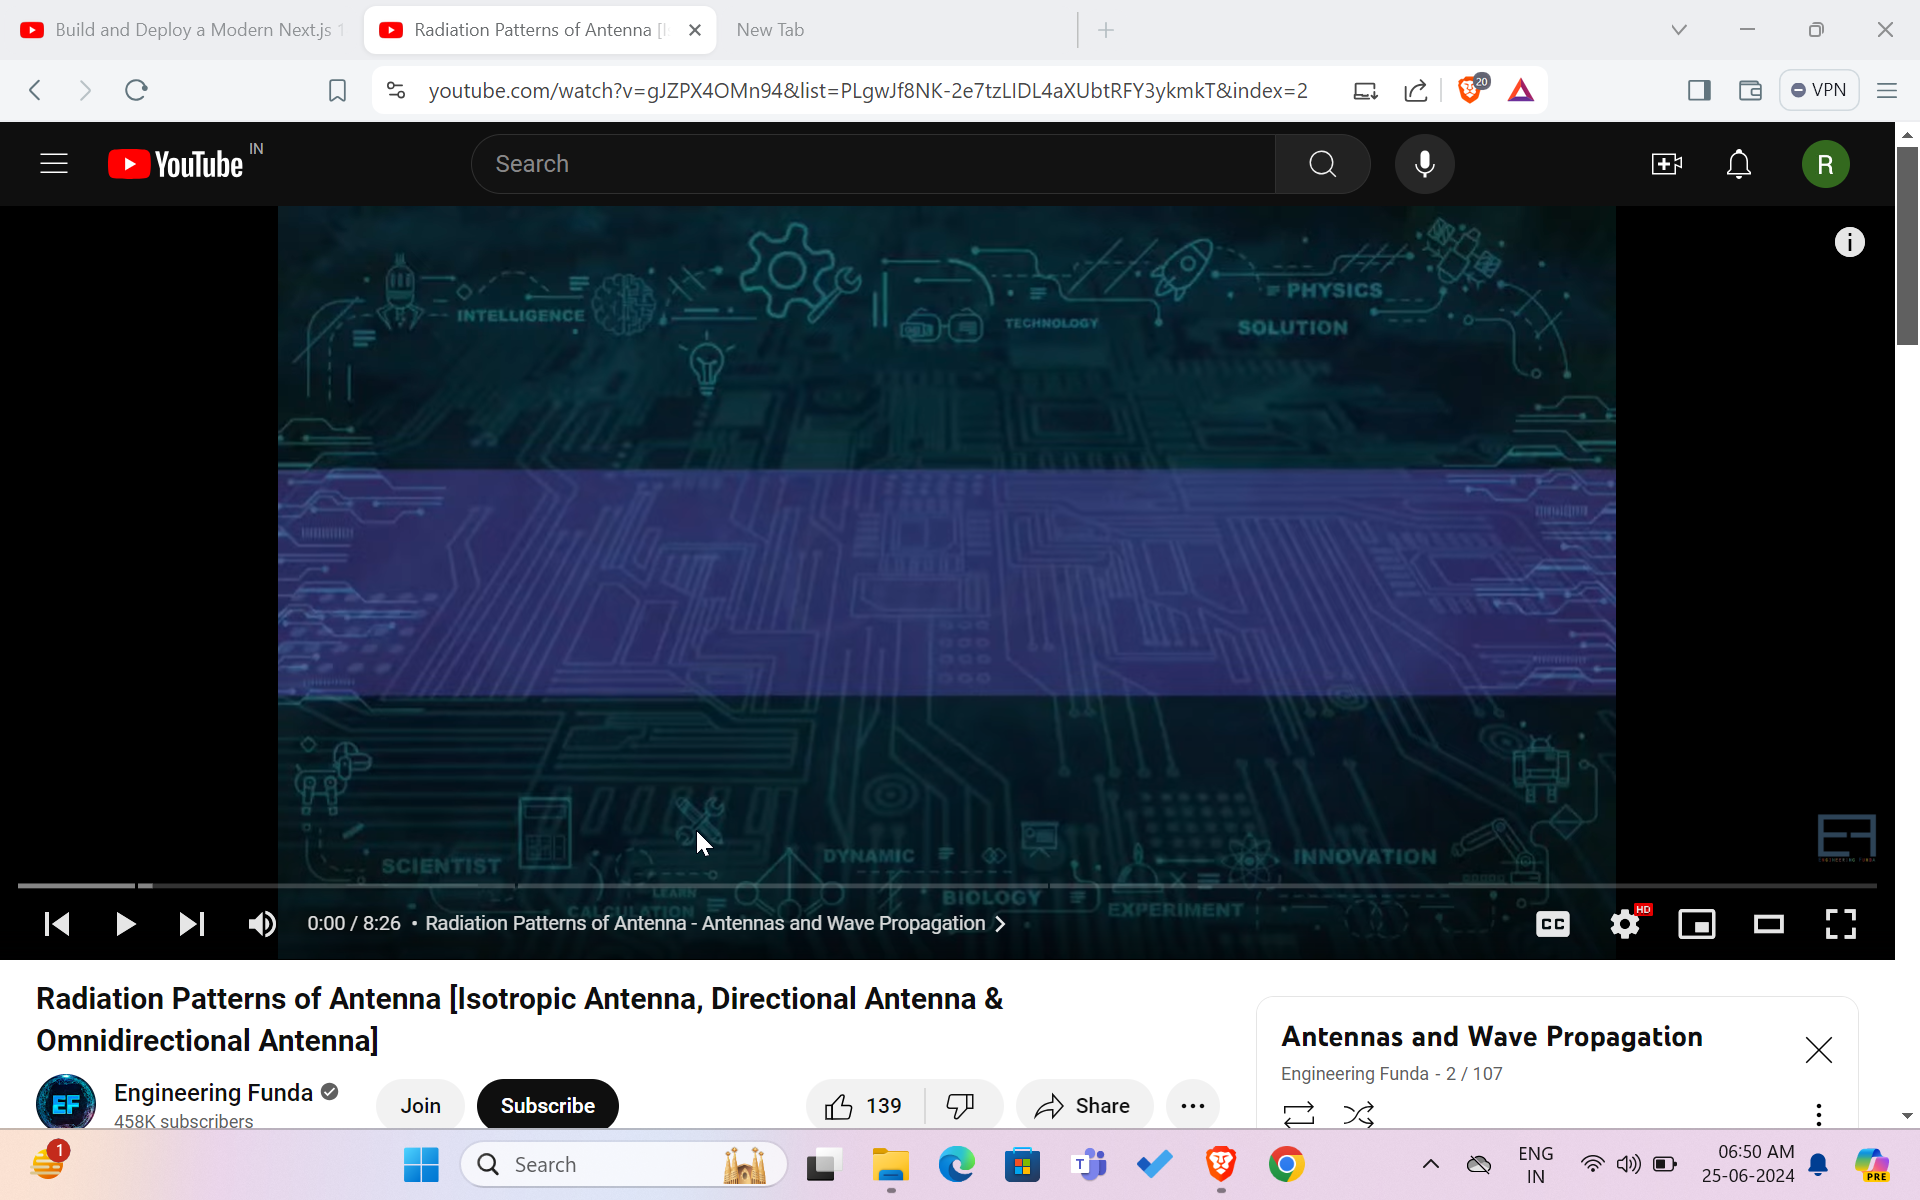 Build and Deploy a Modern Next.js 1
Radiation Patterns of Antenna [I
New Tab
youtube.com/watch?v=gJZPX4OMn94&list=PLgwJf8NK-2e7tzLIDL4aXUbtRFY3ykmkT&index=2
20
VPN
YouTube IN
Search
R
INTELLIGENCE
TECHNOLOGY
PHYSICS
SOLUTION
SCIENTIST
LEARN
CALCULATION
DYNAMIC
BIOLOGY
EXPERIMENT
INNOVATION
EF
ENGINEERING FUNDA
0:00 / 8:26 • Radiation Patterns of Antenna - Antennas and Wave Propagation
CC
HD
Radiation Patterns of Antenna [Isotropic Antenna, Directional Antenna &
Omnidirectional Antenna]
EF
Engineering Funda
458K subscribers
Join
Subscribe
139
Share
Antennas and Wave Propagation
Engineering Funda - 2 / 107
1
Search
T
ENG
IN
06:50 AM
25-06-2024
PRE